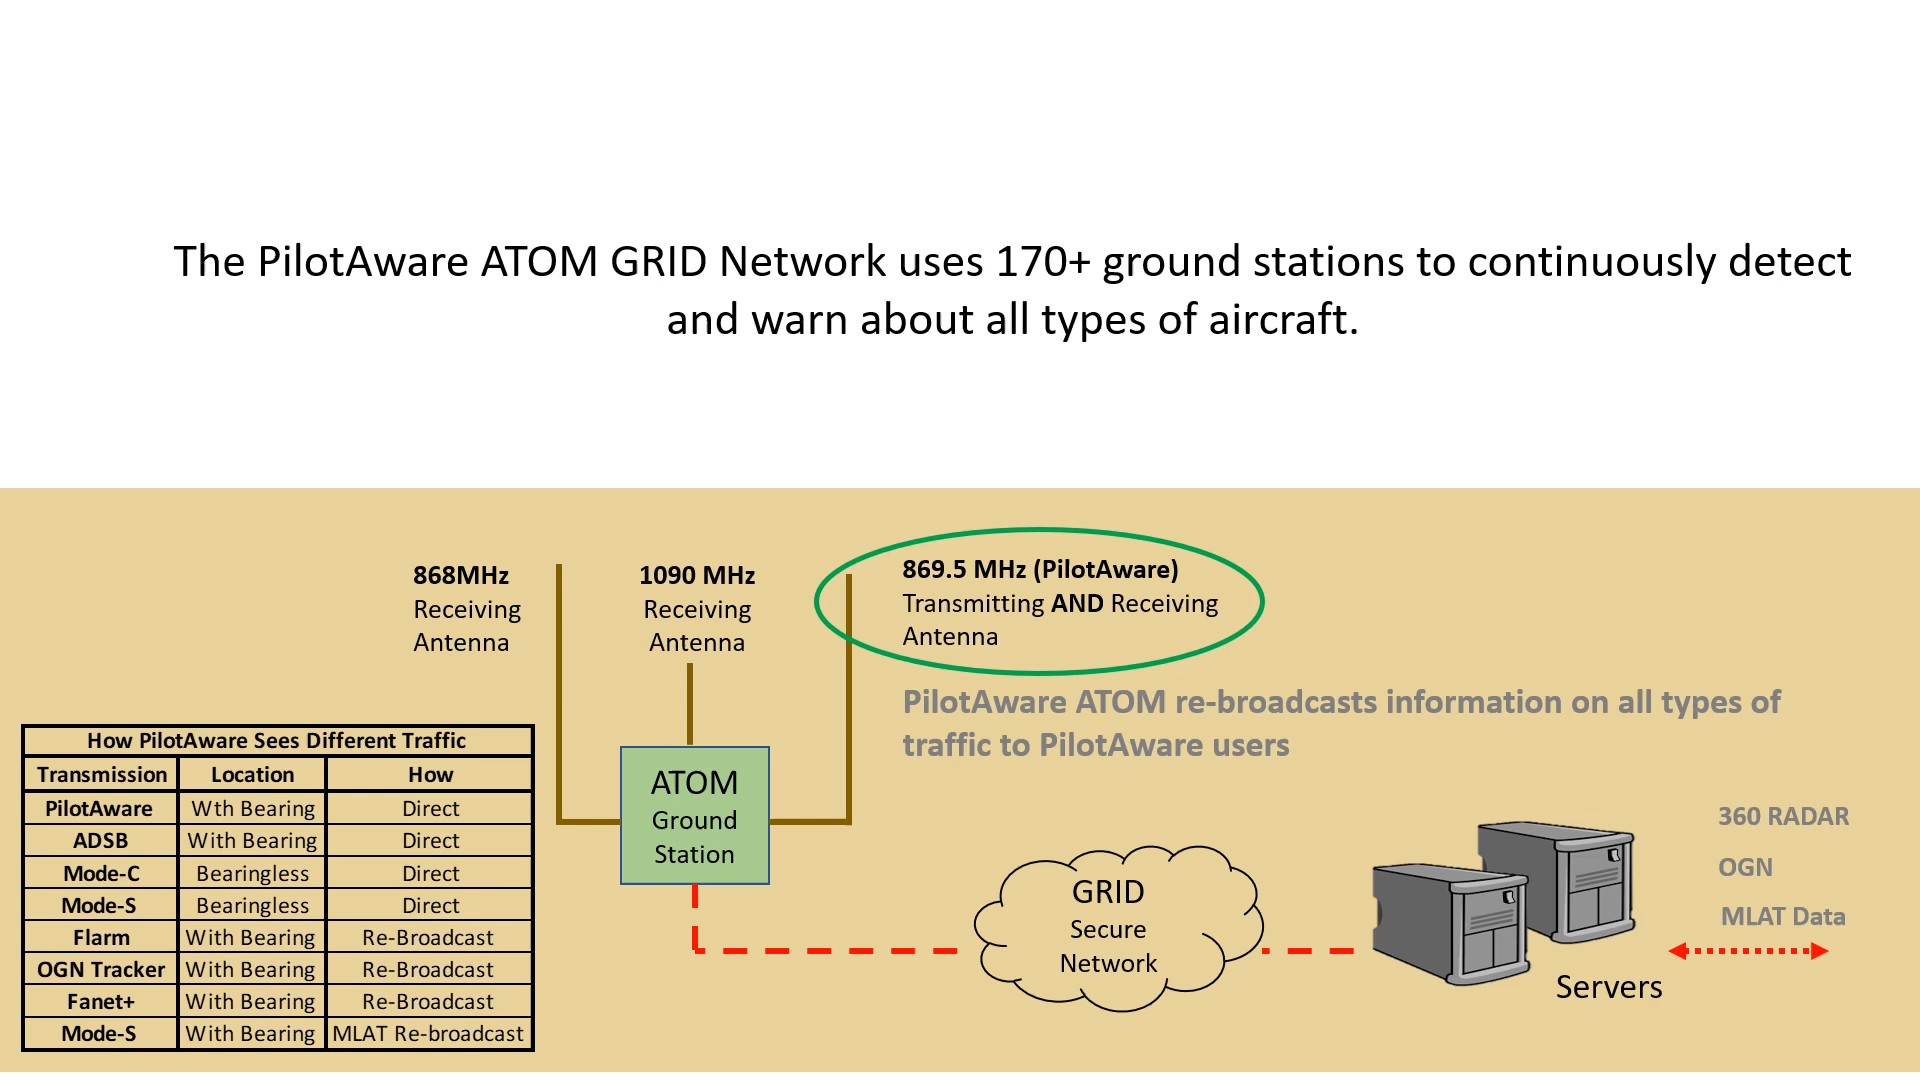 The PilotAware ATOM GRID Network uses 170+ ground stations to continuously detect
and warn about all types of aircraft.
868MHz
Receiving
Antenna
1090 MHz
Receiving
Antenna
869.5 MHz (PilotAware)
Transmitting AND Receiving
Antenna
PilotAware ATOM re-broadcasts information on all types of
traffic to PilotAware users
How PilotAware Sees Different Traffic
Transmission Location How
PilotAware Wth Bearing Direct
ADSB With Bearing Direct
Mode-C Bearingless Direct
Mode-S Bearingless Direct
Flarm With Bearing Re-Broadcast
OGN Tracker With Bearing Re-Broadcast
Fanet+ With Bearing Re-Broadcast
Mode-S With Bearing MLAT Re-broadcast
ATOM
Ground
Station
GRID
Secure
Network
Servers
360 RADAR
OGN
MLAT Data